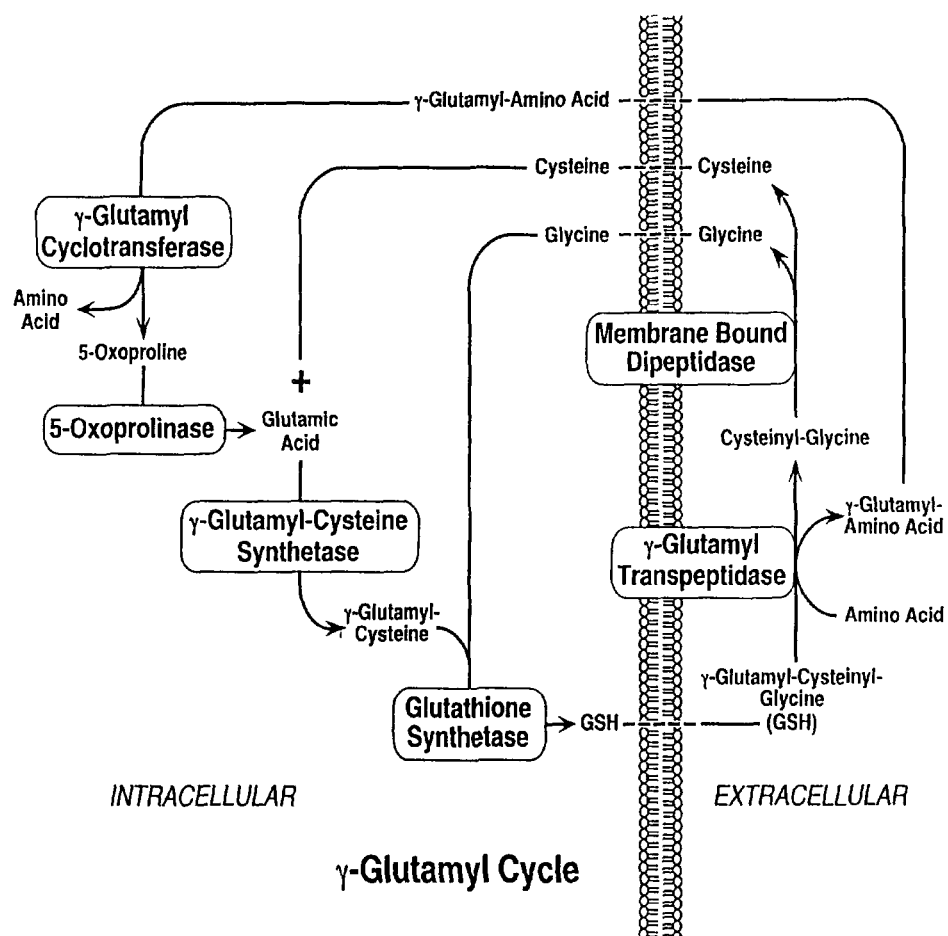 γ-Glutamyl-Amino Acid
Cysteine
Cysteine
Glycine
Glycine
γ-Glutamyl
Cyclotransferase
Amino
Acid
5-Oxoproline
5-Oxoprolinase
+
Glutamic
Acid
γ-Glutamyl-Cysteine
Synthetase
γ-Glutamyl-
Cysteine
Glutathione
Synthetase
GSH
Membrane Bound
Dipeptidase
Cysteinyl-Glycine
γ-Glutamyl-
Amino Acid
γ-Glutamyl
Transpeptidase
Amino Acid
γ-Glutamyl-Cysteinyl-
Glycine
(GSH)
INTRACELLULAR
EXTRACELLULAR
γ-Glutamyl Cycle